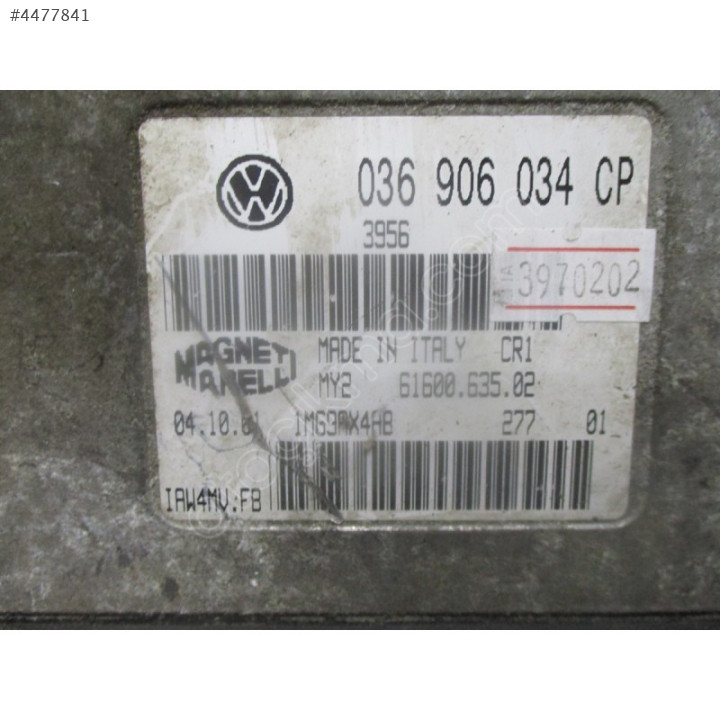 #4477841
036 906 034 CP
3956
3970202
MAGNETI MARELLI
MADE IN ITALY CR1
MY2 61600.635.02
04.10.01 277 01
IAW4MV.FB